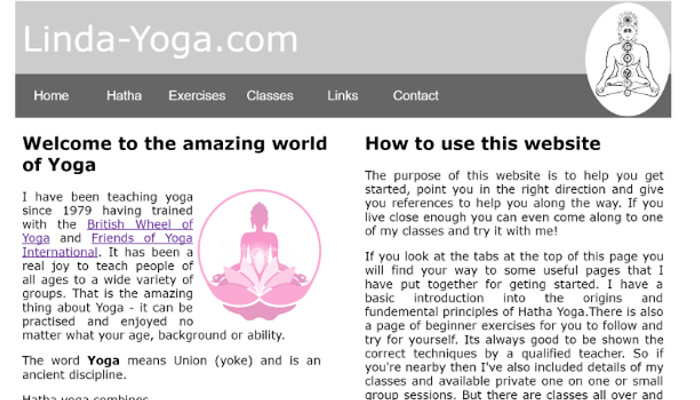 Linda-Yoga.com
Home Hatha Exercises Classes Links Contact
Welcome to the amazing world
of Yoga
I have been teaching yoga
since 1979 having trained
with the British Wheel of
Yoga and Friends of Yoga
International. It has been a
real joy to teach people of
all ages to a wide variety of
groups. That is the amazing
thing about Yoga - it can be
practised and enjoyed no
matter what your age, background or ability.
The word Yoga means Union (yoke) and is an
ancient discipline.
Hatha yoga combines
How to use this website
The purpose of this website is to help you get
started, point you in the right direction and give
you references to help you along the way. If you
live close enough you can even come along to one
of my classes and try it with me!
If you look at the tabs at the top of this page you
will find your way to some useful pages that I
have put together for geting started. I have a
basic introduction into the origins and
fundemental principles of Hatha Yoga.There is also
a page of beginner exercises for you to follow and
try for yourself. Its always good to be shown the
correct techniques by a qualified teacher. So if
you're nearby then I've also included details of my
classes and available private one on one or small
group sessions. But there are classes all over and